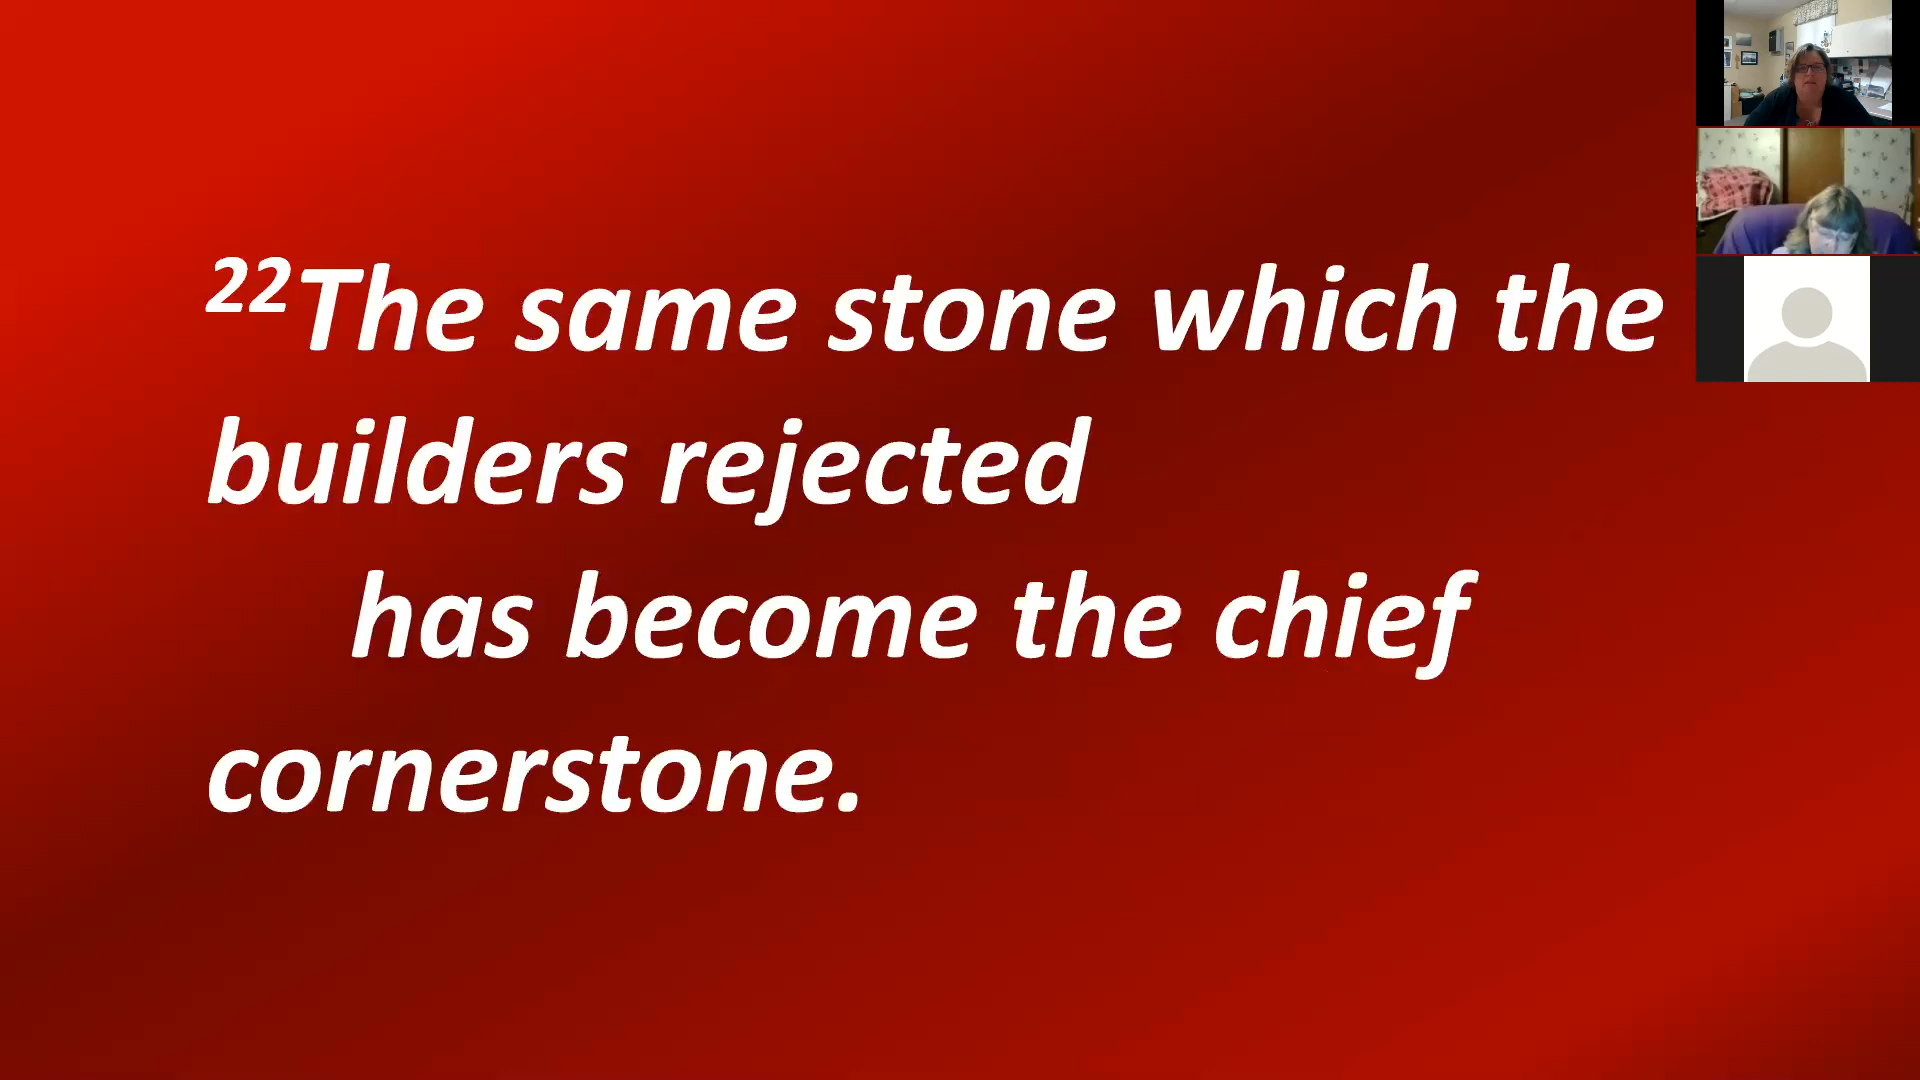 22The same stone which the
builders rejected
has become the chief
cornerstone.